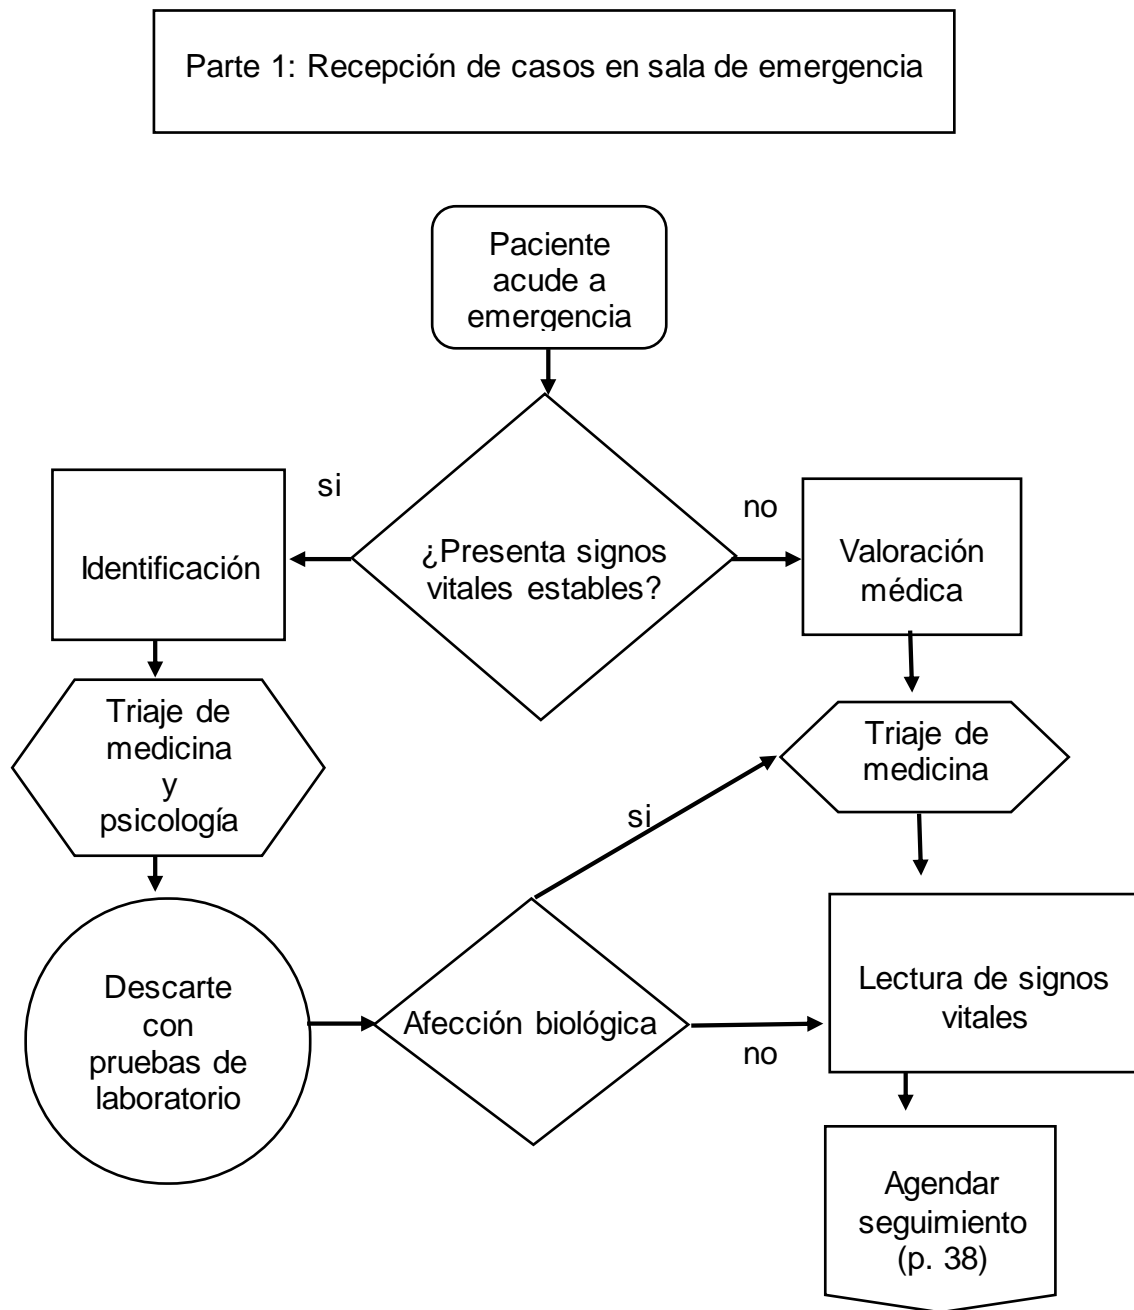 Parte 1: Recepción de casos en sala de emergencia
Paciente
acude a
emergencia
si
no
¿Presenta signos
vitales estables?
Identificación
Valoración
médica
Triaje de
medicina
y
psicología
Triaje de
medicina
si
Descarte
con
pruebas de
laboratorio
Afección biológica
no
Lectura de signos
vitales
Agendar
seguimiento
(p. 38)